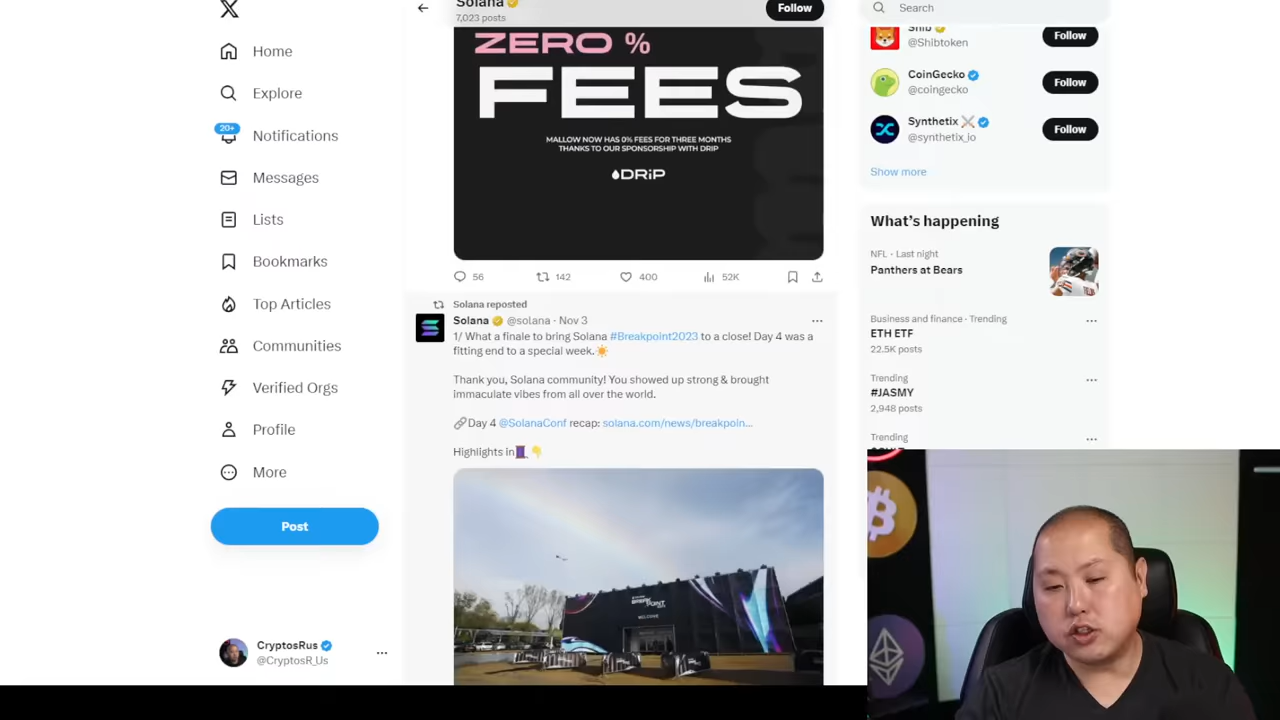 Solana
7,023 posts
Follow
Search
Home
Explore
20+
Notifications
Messages
Lists
Bookmarks
Top Articles
Communities
Verified Orgs
Profile
More
Post
CryptosRus
@CryptosR_Us
ZERO %
FEES
MALLOW NOW HAS 0% FEES FOR THREE MONTHS
THANKS TO OUR SPONSORSHIP WITH DRIP
DRiP
56
142
400
52K
Solana reposted
Solana @solana · Nov 3
1/ What a finale to bring Solana #Breakpoint2023 to a close! Day 4 was a
fitting end to a special week.
Thank you, Solana community! You showed up strong & brought
immaculate vibes from all over the world.
Day 4 @SolanaConf recap: solana.com/news/breakpoin...
Highlights in
BREAK
POINT
WELCOME
Shib
@Shibtoken
Follow
CoinGecko
@coingecko
Follow
Synthetix
@synthetix_io
Follow
Show more
What's happening
NFL · Last night
Panthers at Bears
Business and finance · Trending
ETH ETF
22.5K posts
Trending
#JASMY
2,948 posts
Trending